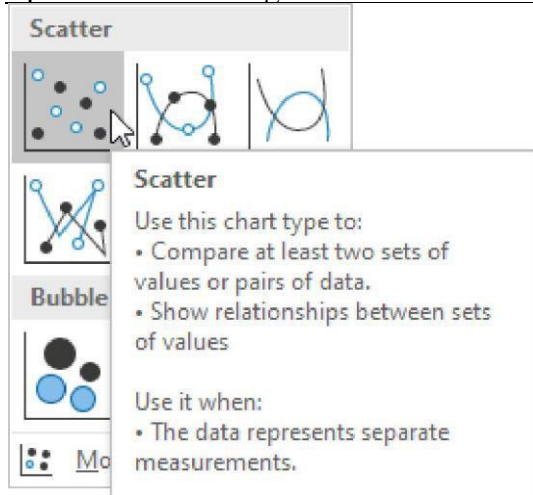 Scatter
Scatter
Use this chart type to:
• Compare at least two sets of
values or pairs of data.
• Show relationships between sets
of values
Bubble
Use it when:
• The data represents separate
measurements.
Mo